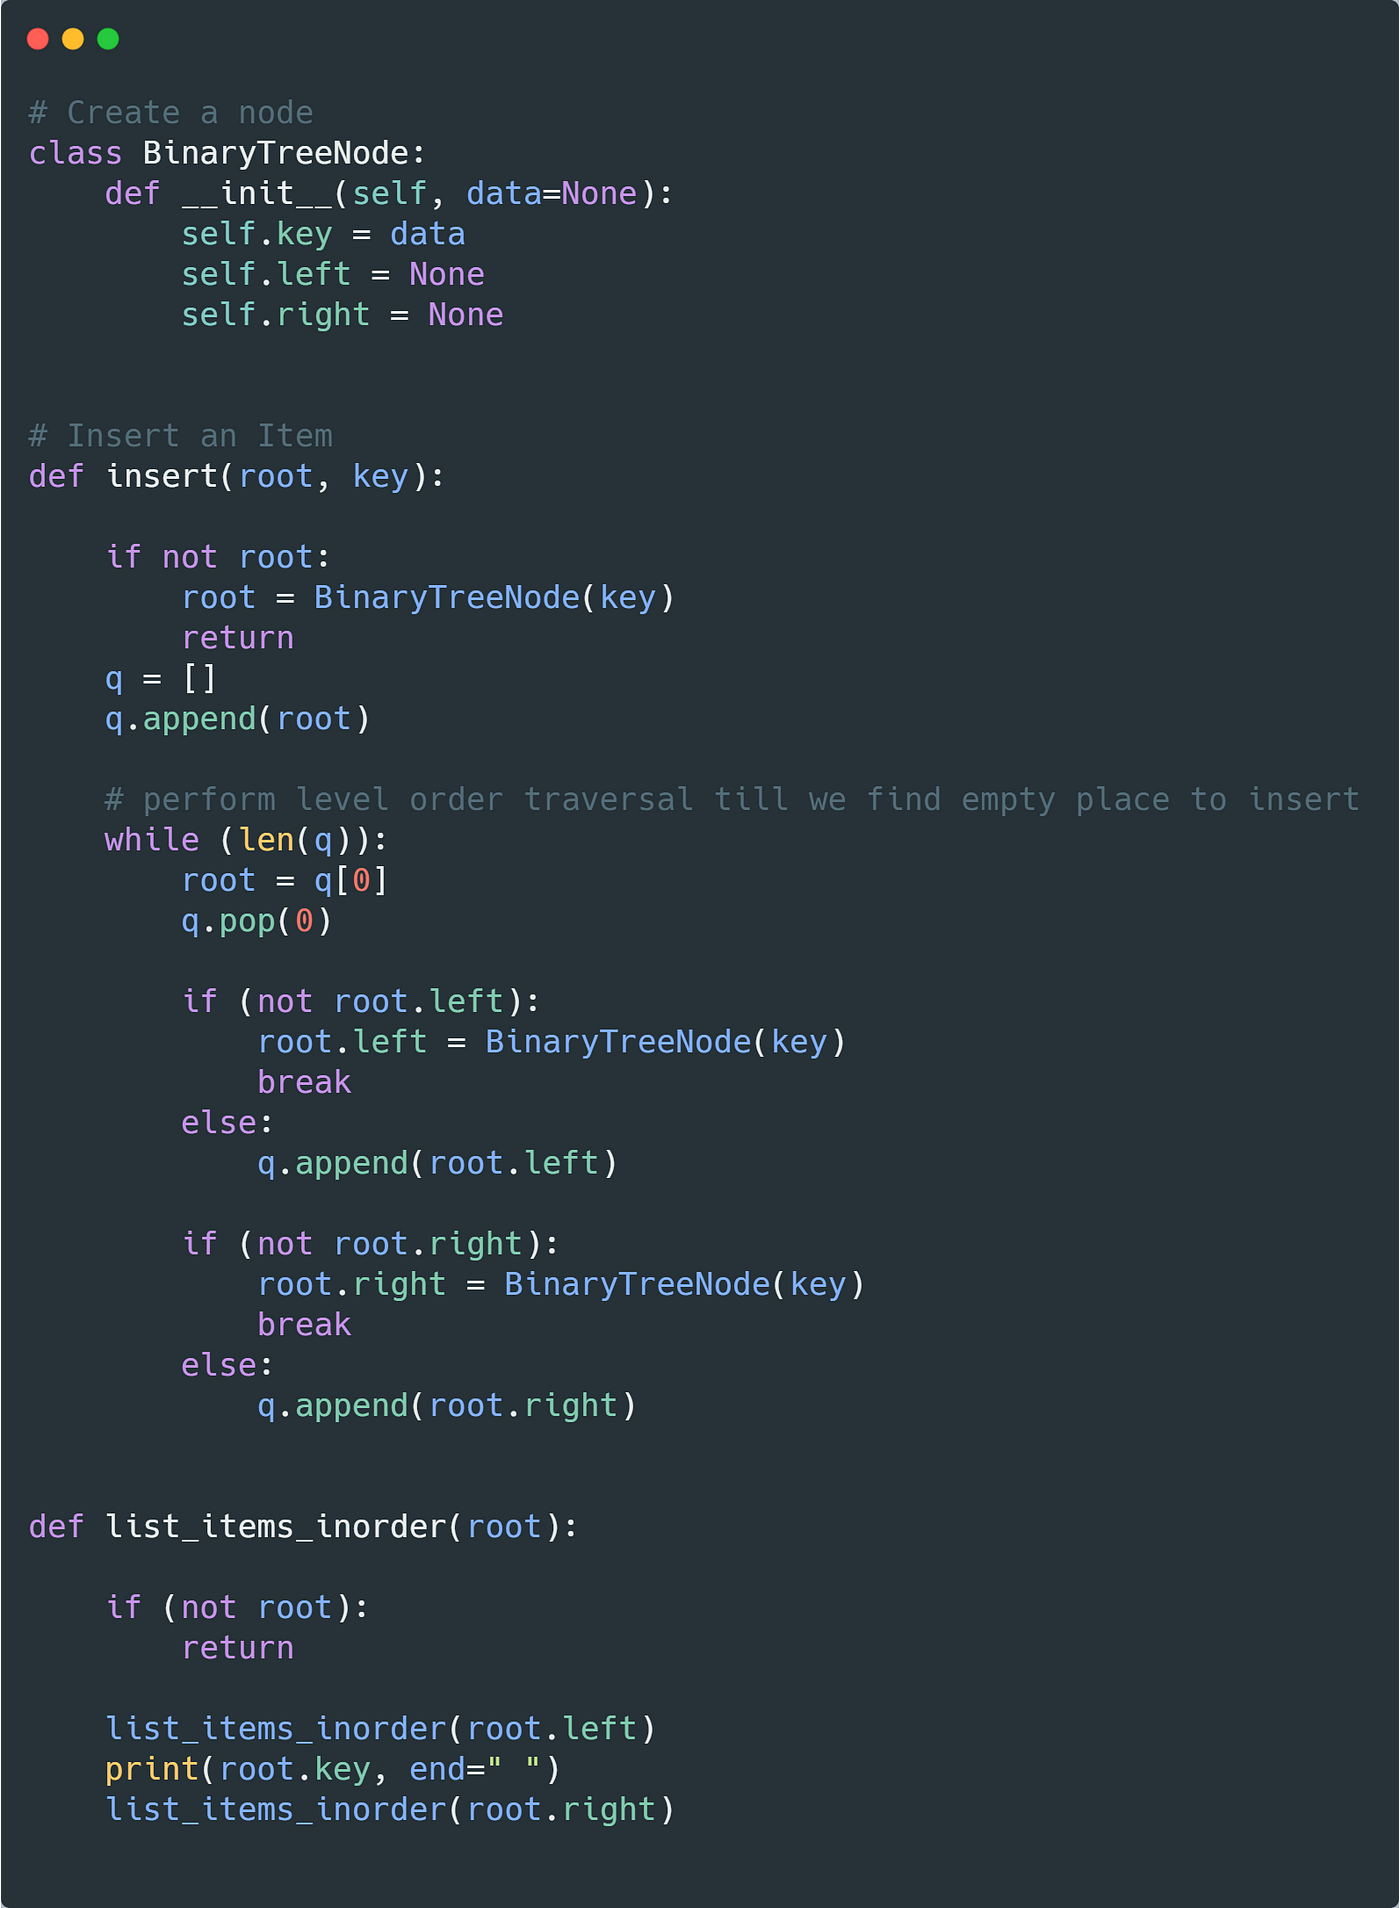 # Create a node
class BinaryTreeNode:
    def __init__(self, data=None):
        self.key = data
        self.left = None
        self.right = None
# Insert an Item
def insert(root, key):
    if not root:
        root = BinaryTreeNode(key)
        return
    q = []
    q.append(root)
    # perform level order traversal till we find empty place to insert
    while (len(q)):
        root = q[0]
        q.pop(0)
        if (not root.left):
            root.left = BinaryTreeNode(key)
            break
        else:
            q.append(root.left)
        if (not root.right):
            root.right = BinaryTreeNode(key)
            break
        else:
            q.append(root.right)
def list_items_inorder(root):
    if (not root):
        return
    list_items_inorder(root.left)
    print(root.key, end=" ")
    list_items_inorder(root.right)